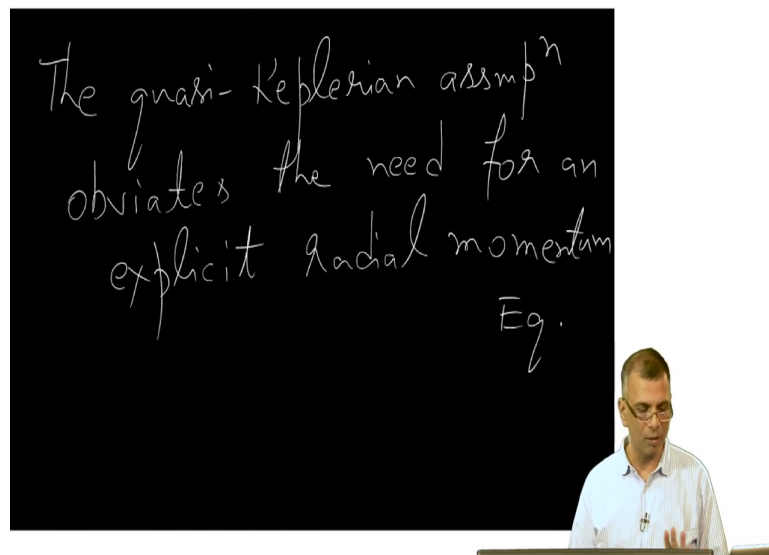 The quasi-Keplerian assmpⁿ
obviates the need for an
explicit radial momentum
Eq.